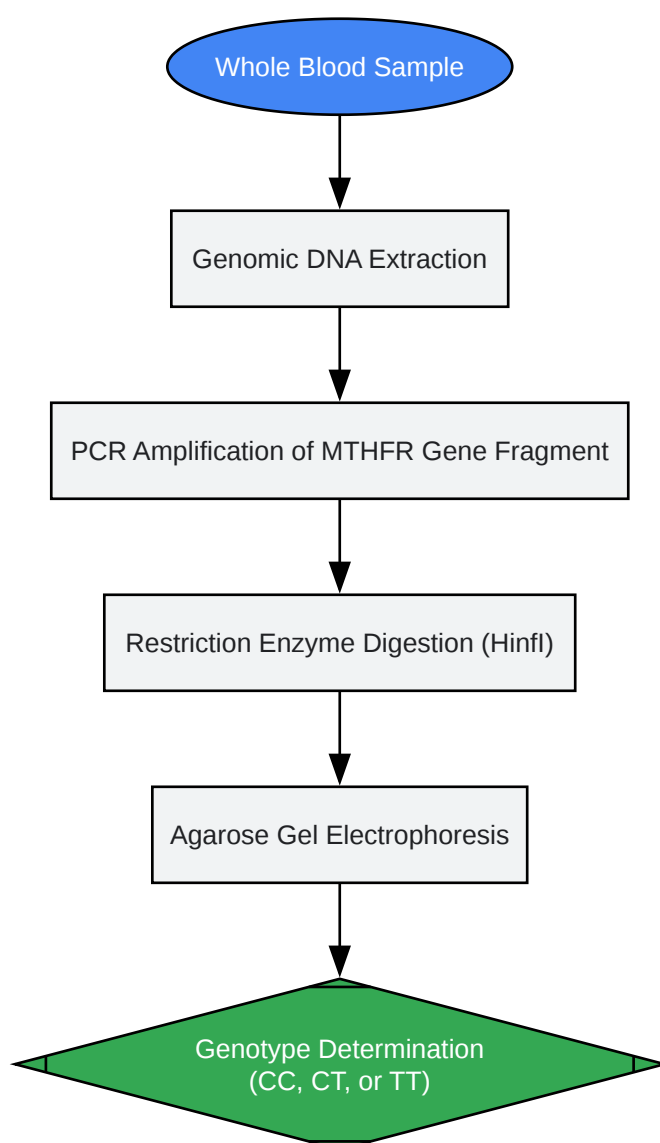 Whole Blood Sample
Genomic DNA Extraction
PCR Amplification of MTHFR Gene Fragment
Restriction Enzyme Digestion (HinfI)
Agarose Gel Electrophoresis
Genotype Determination
(CC, CT, or TT)